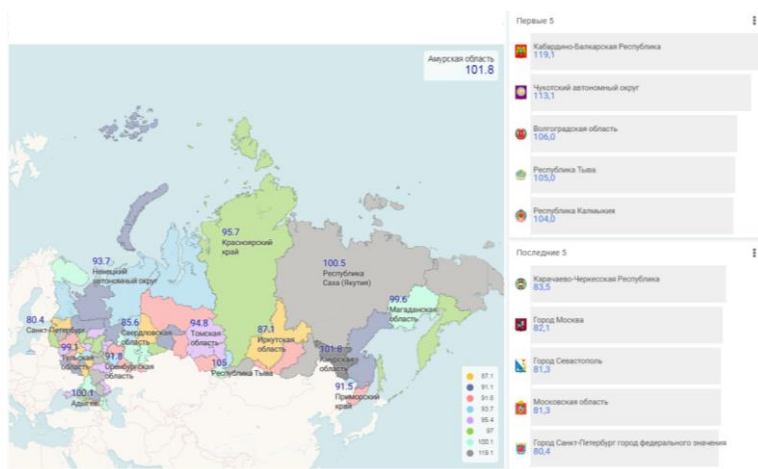 Амурская область
101.8
95.7
Красноярский
край
93.7
Ненецкий
автономный округ
100.5
Республика
Саха (Якутия)
99.6
Магаданская
область
80.4
Санкт-Петербург
85.6
Свердловская
область
94.8
Томская
область
87.1
Иркутская
область
99.1
Тульская
область
91.8
Оренбургская
область
105
Республика Тыва
101.8
Амурская
область
91.5
Приморский
край
100.1
Адыгея
87.1
91.1
91.8
93.7
95.4
97
100.1
119.1
Первые 5
Кабардино-Балкарская Республика
119,1
Чукотский автономный округ
113,1
Волгоградская область
106,0
Республика Тыва
105,0
Республика Калмыкия
104,0
Последние 5
Карачаево-Черкесская Республика
83,5
Город Москва
82,1
Город Севастополь
81,3
Московская область
81,3
Город Санкт-Петербург город федерального значения
80,4